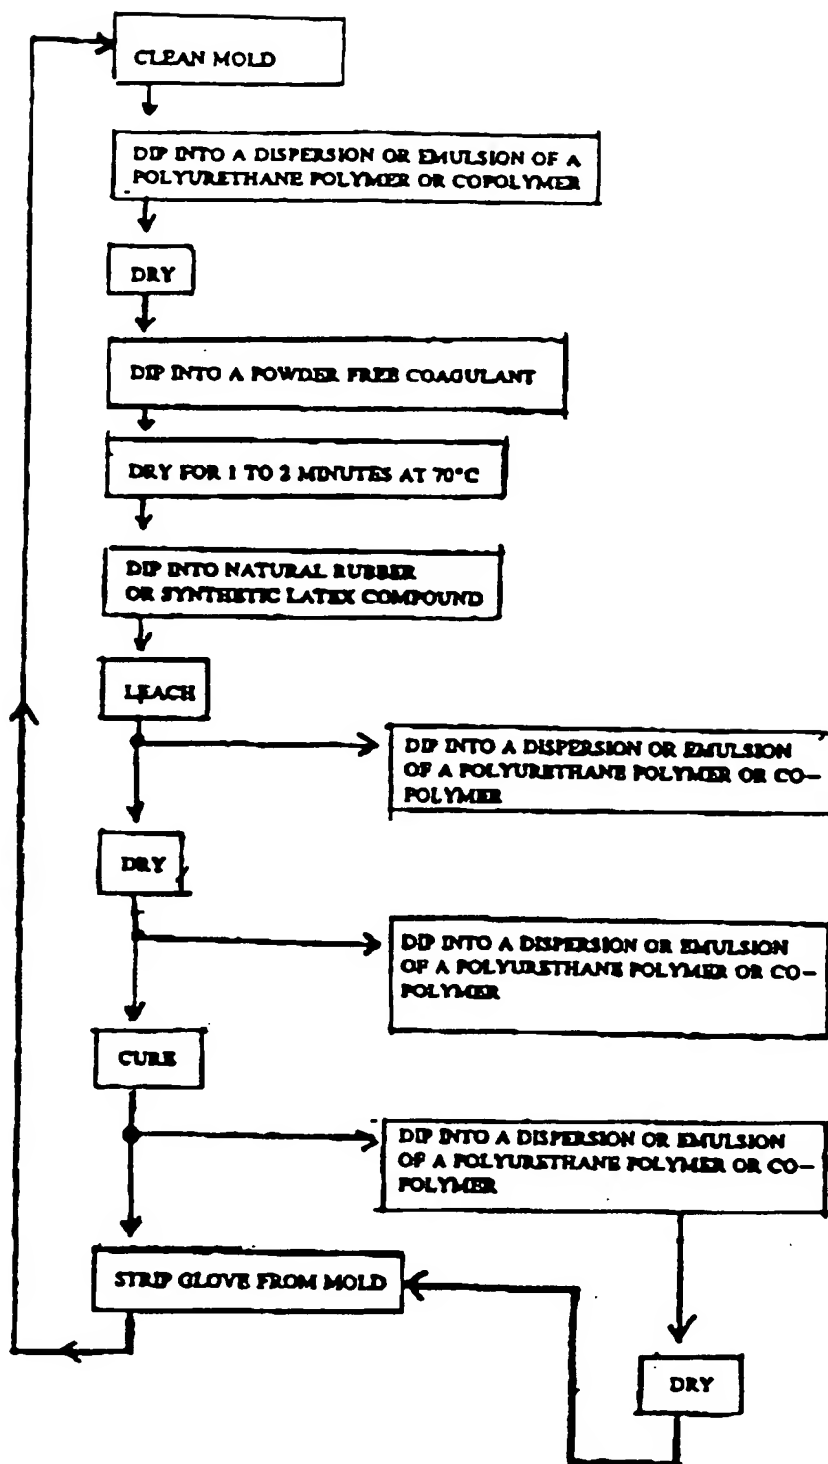 CLEAN MOLD
DIP INTO A DISPERSION OR EMULSION OF A
POLYURETHANE POLYMER OR COPOLYMER
DRY
DIP INTO A POWDER FREE COAGULANT
DRY FOR 1 TO 2 MINUTES AT 70°C
DIP INTO NATURAL RUBBER
OR SYNTHETIC LATEX COMPOUND
LEACH
DIP INTO A DISPERSION OR EMULSION
OF A POLYURETHANE POLYMER OR CO-
POLYMER
DRY
DIP INTO A DISPERSION OR EMULSION
OF A POLYURETHANE POLYMER OR CO-
POLYMER
CURE
DIP INTO A DISPERSION OR EMULSION
OF A POLYURETHANE POLYMER OR CO-
POLYMER
STRIP GLOVE FROM MOLD
DRY